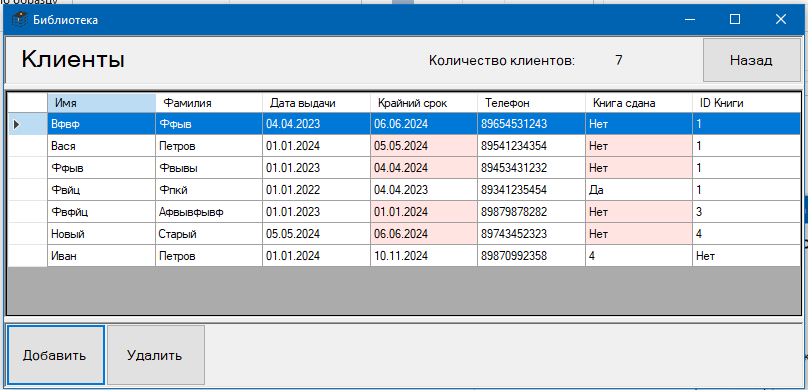 Библиотека
Клиенты Количество клиентов: 7 Назад
Имя Фамилия Дата выдачи Крайний срок Телефон Книга сдана ID Книги
Вфвф Ффыв 04.04.2023 06.06.2024 89654531243 Нет 1
Вася Петров 01.01.2024 05.05.2024 89541234354 Нет 1
Ффыв Фвывы 01.01.2023 04.04.2024 89453431232 Нет 1
Фвйц Фпкй 01.01.2022 04.04.2023 89341235454 Да 1
Фвфйц Афвывфывф 01.01.2023 01.01.2024 89879878282 Нет 3
Новый Старый 05.05.2024 06.06.2024 89743452323 Нет 4
Иван Петров 01.01.2024 10.11.2024 89870992358 4 Нет
Добавить Удалить